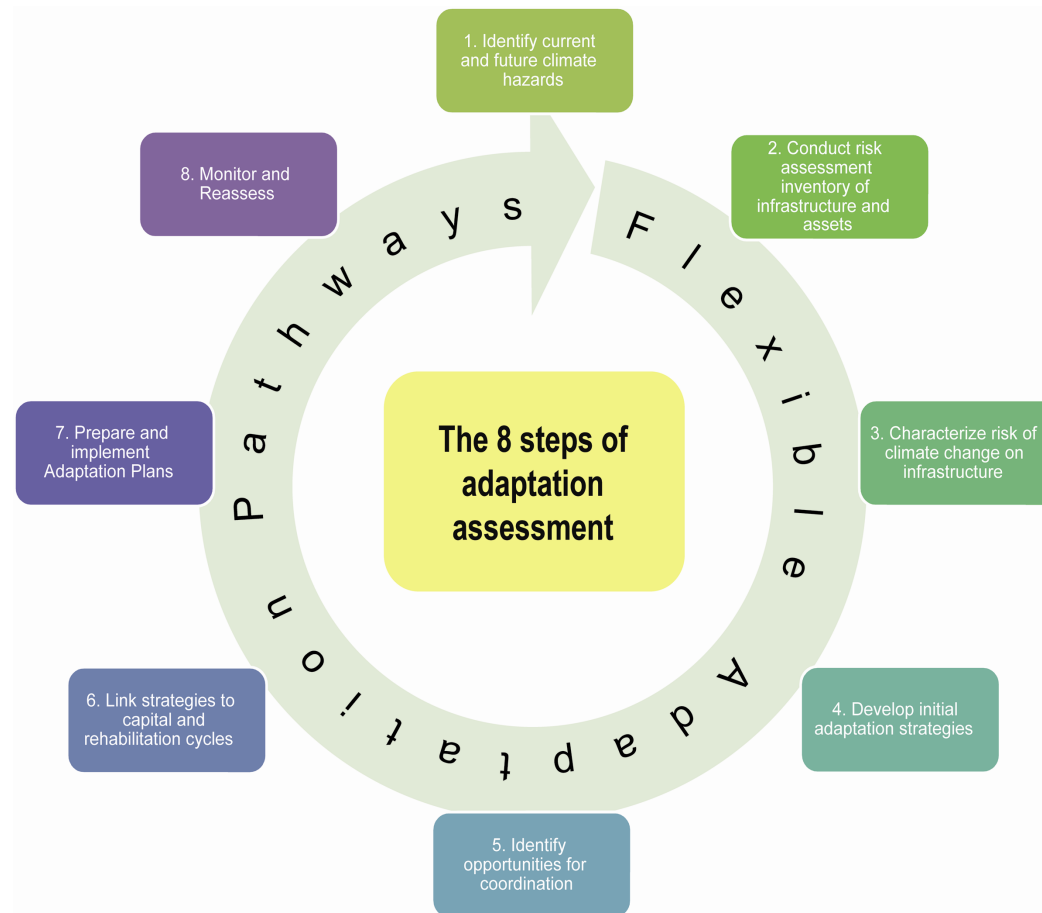 1. Identify current
and future climate
hazards
2. Conduct risk
assessment
inventory of
infrastructure and
assets
3. Characterize risk of
climate change on
infrastructure
4. Develop initial
adaptation strategies
5. Identify
opportunities for
coordination
6. Link strategies to
capital and
rehabilitation cycles
7. Prepare and
implement
Adaptation Plans
8. Monitor and
Reassess
Flexible Adaptation Pathways
The 8 steps of
adaptation
assessment